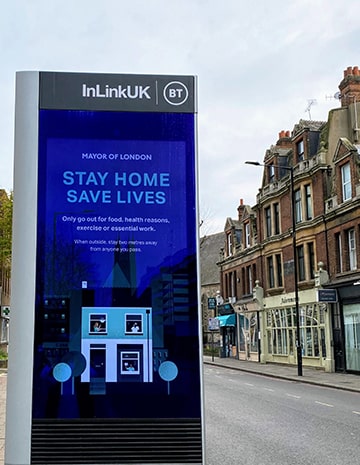 InLinkUK BT
MAYOR OF LONDON
STAY HOME
SAVE LIVES
Only go out for food, health reasons,
exercise or essential work.
When outside, stay two metres away
from anyone you pass.